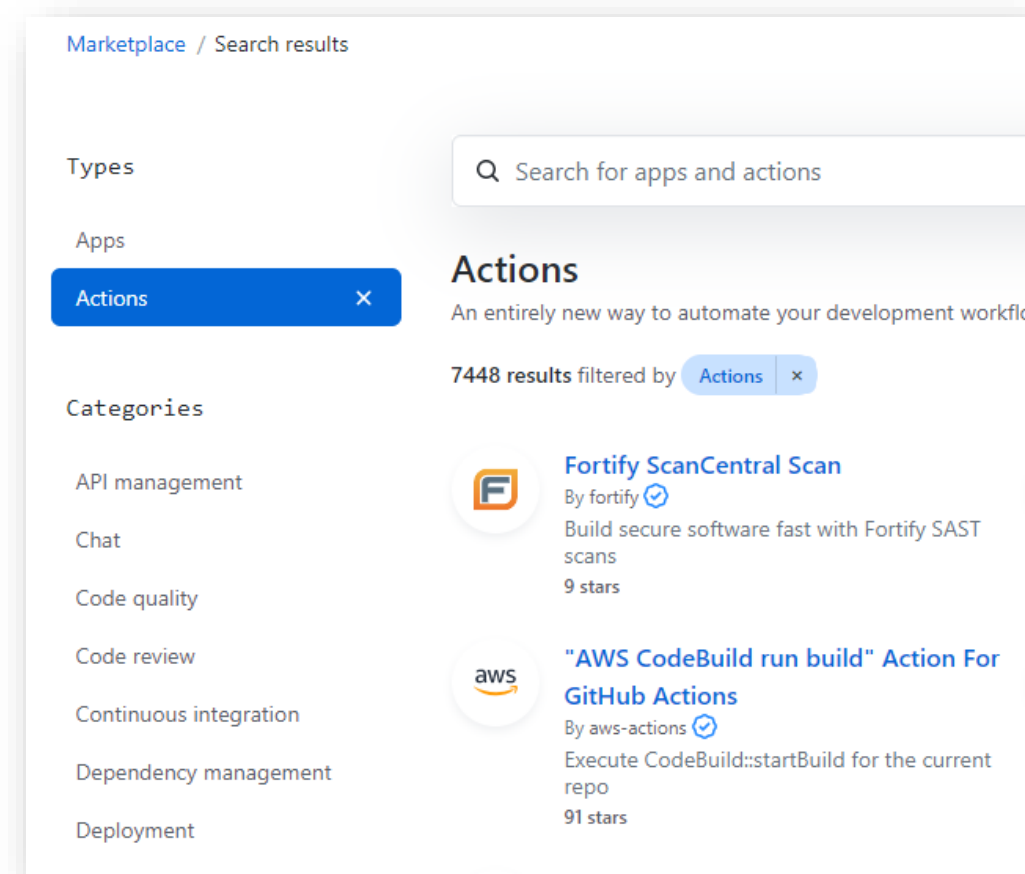 Marketplace / Search results
Types
Apps
Actions ×
Categories
API management
Chat
Code quality
Code review
Continuous integration
Dependency management
Deployment
Search for apps and actions
Actions
An entirely new way to automate your development
7448 results filtered by Actions ×
F
Fortify ScanCentral Scan
By fortify
Build secure software fast with Fortify SAST
scans
9 stars
aws
"AWS CodeBuild run build" Action For
GitHub Actions
By aws-actions
Execute CodeBuild::startBuild for the current
repo
91 stars